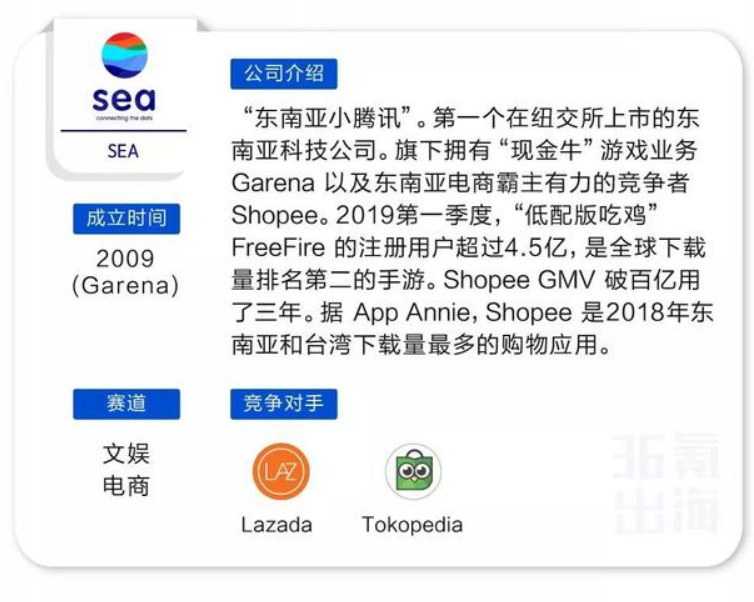 sea
connecting the dots
SEA
成立时间
2009
(Garena)
赛道
文娱
电商
公司介绍
“东南亚小腾讯”。第一个在纽交所上市的东
南亚科技公司。旗下拥有“现金牛”游戏业务
Garena 以及东南亚电商霸主有力的竞争者
Shopee。2019第一季度，“低配版吃鸡”
FreeFire 的注册用户超过4.5亿，是全球下载
量排名第二的手游。Shopee GMV 破百亿用
了三年。据 App Annie, Shopee 是2018年东
南亚和台湾下载量最多的购物应用。
竞争对手
LAZ
Lazada
Tokopedia
36氪
出海